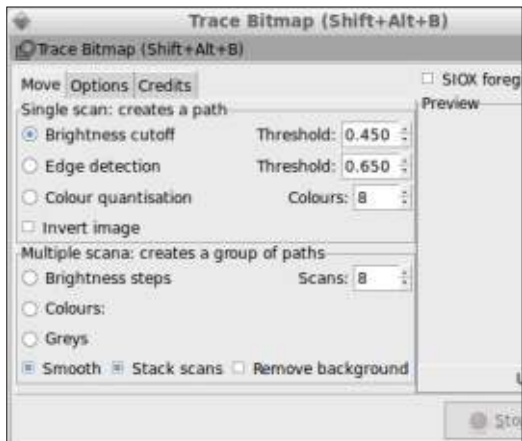 Trace Bitmap (Shift+Alt+B)
Trace Bitmap (Shift+Alt+B)
Move Options Credits
SIOX foreg
Single scan: creates a path
Preview
Brightness cutoff Threshold: 0.450
Edge detection Threshold: 0.650
Colour quantisation Colours: 8
Invert image
Multiple scana: creates a group of paths
Brightness steps Scans: 8
Colours:
Greys
Smooth Stack scans Remove background
U
Sto